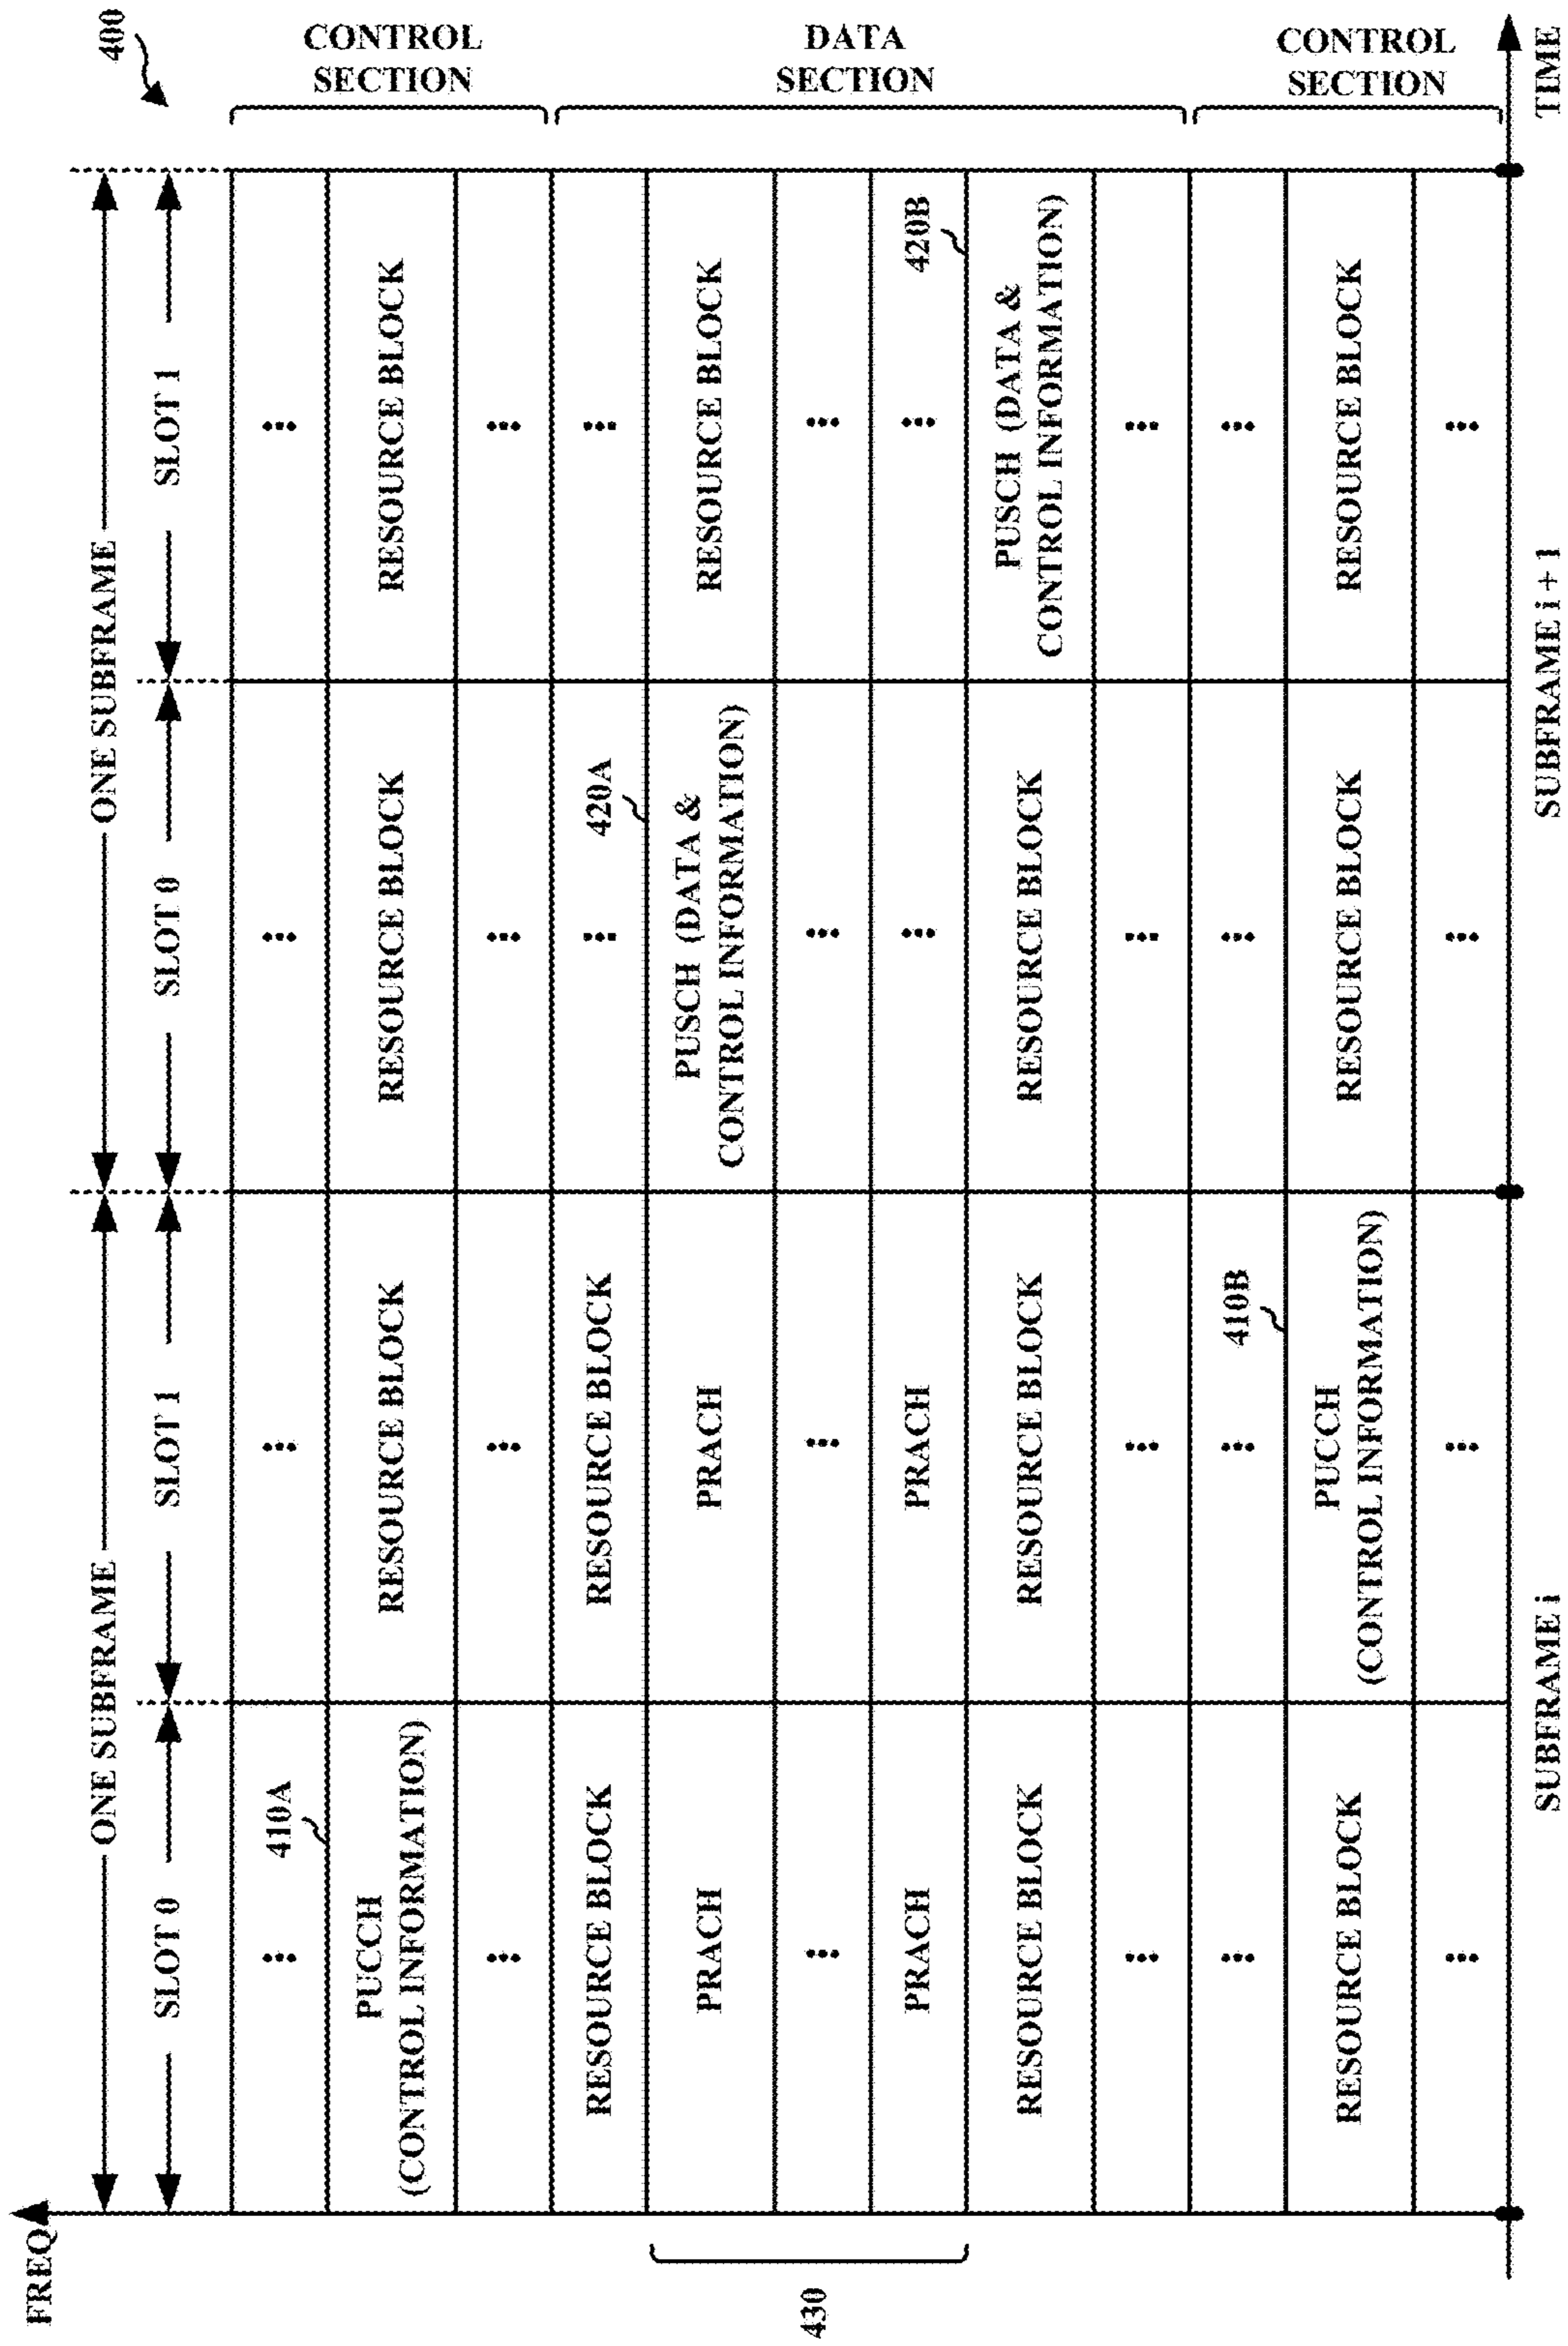 400
ONE SUBFRAME
ONE SUBFRAME
SLOT 0
SLOT 1
SLOT 0
SLOT 1
FREQ
410A
...
...
...
...
CONTROL
SECTION
PUCCH
(CONTROL INFORMATION)
RESOURCE BLOCK
RESOURCE BLOCK
RESOURCE BLOCK
...
...
...
...
420A
RESOURCE BLOCK
RESOURCE BLOCK
...
...
DATA
SECTION
430
PRACH
PRACH
PUSCH (DATA &
CONTROL INFORMATION)
RESOURCE BLOCK
...
...
...
...
420B
PRACH
PRACH
...
...
RESOURCE BLOCK
RESOURCE BLOCK
RESOURCE BLOCK
PUSCH (DATA &
CONTROL INFORMATION)
...
...
...
...
410B
...
...
...
...
CONTROL
SECTION
RESOURCE BLOCK
PUCCH
(CONTROL INFORMATION)
RESOURCE BLOCK
RESOURCE BLOCK
...
...
...
...
TIME
SUBFRAME i
SUBFRAME i + 1